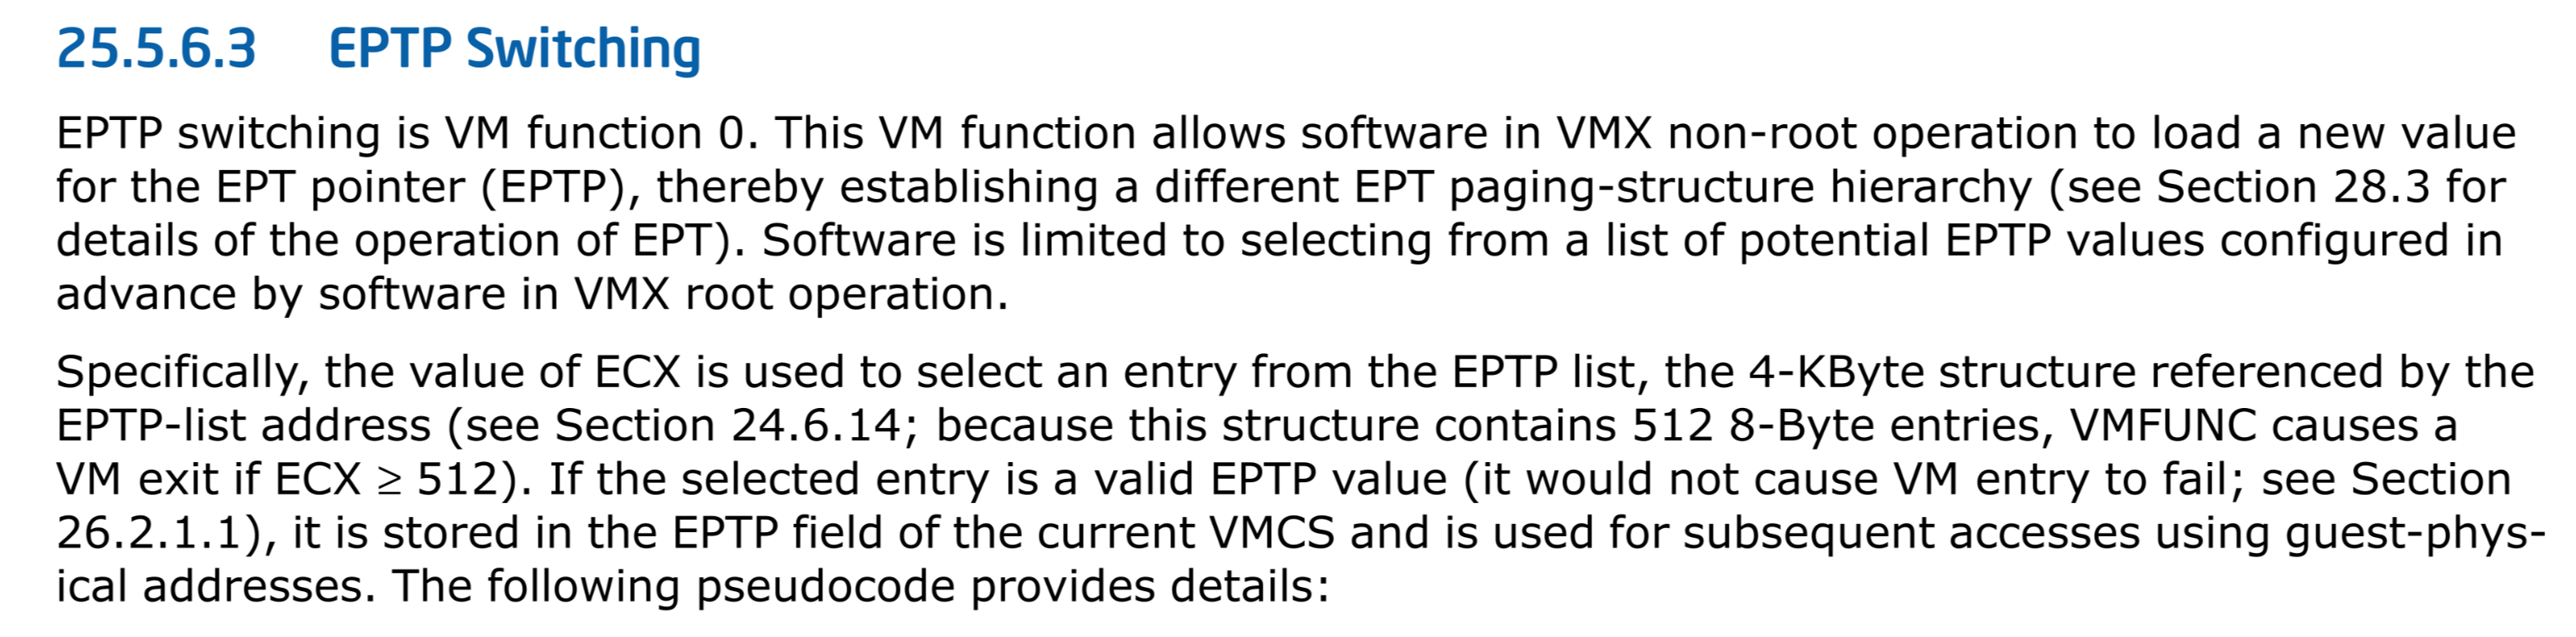 25.5.6.3 EPTP Switching
EPTP switching is VM function 0. This VM function allows software in VMX non-root operation to load a new value
for the EPT pointer (EPTP), thereby establishing a different EPT paging-structure hierarchy (see Section 28.3 for
details of the operation of EPT). Software is limited to selecting from a list of potential EPTP values configured in
advance by software in VMX root operation.
Specifically, the value of ECX is used to select an entry from the EPTP list, the 4-KByte structure referenced by the
EPTP-list address (see Section 24.6.14; because this structure contains 512 8-Byte entries, VMFUNC causes a
VM exit if ECX ≥ 512). If the selected entry is a valid EPTP value (it would not cause VM entry to fail; see Section
26.2.1.1), it is stored in the EPTP field of the current VMCS and is used for subsequent accesses using guest-phys-
ical addresses. The following pseudocode provides details: